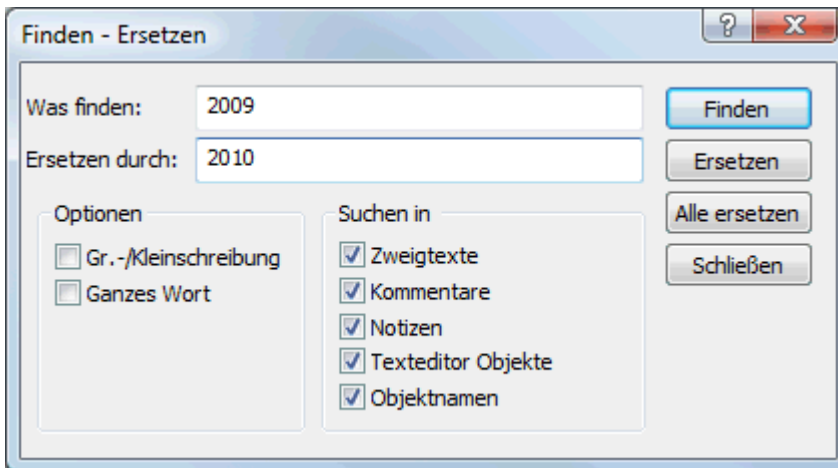 Finden - Ersetzen
Was finden: 2009
Finden
Ersetzen durch: 2010
Ersetzen
Optionen
Gr.-/Kleinschreibung
Ganzes Wort
Suchen in
Zweigtexte
Kommentare
Notizen
Texteditor Objekte
Objektnamen
Alle ersetzen
Schließen